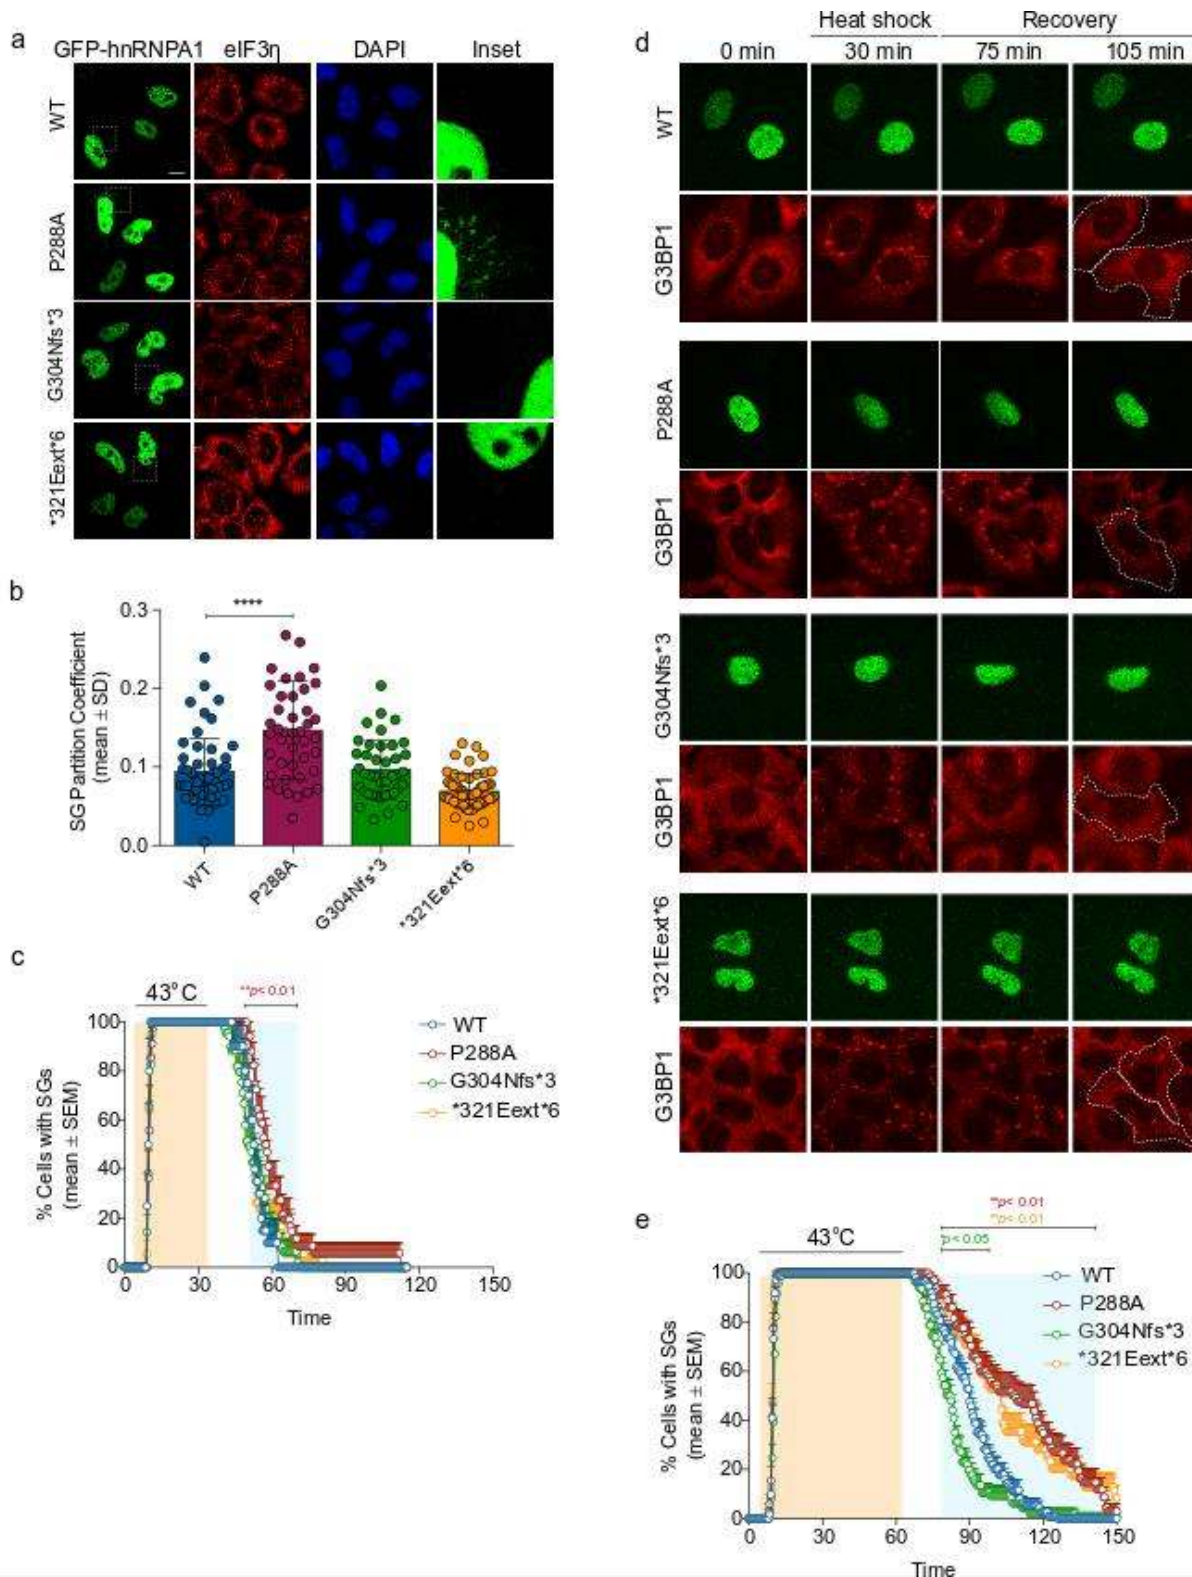 a
GFP-hnRNPA1 eIF3η DAPI Inset
WT
P288A
G304Nfs*3
*321Eext*6
b
SG Partition Coefficient
(mean ± SD)
0.3
0.2
0.1
0.0
****
WT
P288A
G304Nfs*3
*321Eext*6
c
43°C
**p< 0.01
% Cells with SGs
(mean ± SEM)
100
80
60
40
20
0
0 30 60 90 120 150
Time
WT
P288A
G304Nfs*3
*321Eext*6
d
Heat shock Recovery
0 min 30 min 75 min 105 min
WT
G3BP1
P288A
G3BP1
G304Nfs*3
G3BP1
*321Eext*6
G3BP1
e
43°C
**p< 0.01
**p< 0.01
*p< 0.05
% Cells with SGs
(mean ± SEM)
100
80
60
40
20
0
0 30 60 90 120 150
Time
WT
P288A
G304Nfs*3
*321Eext*6